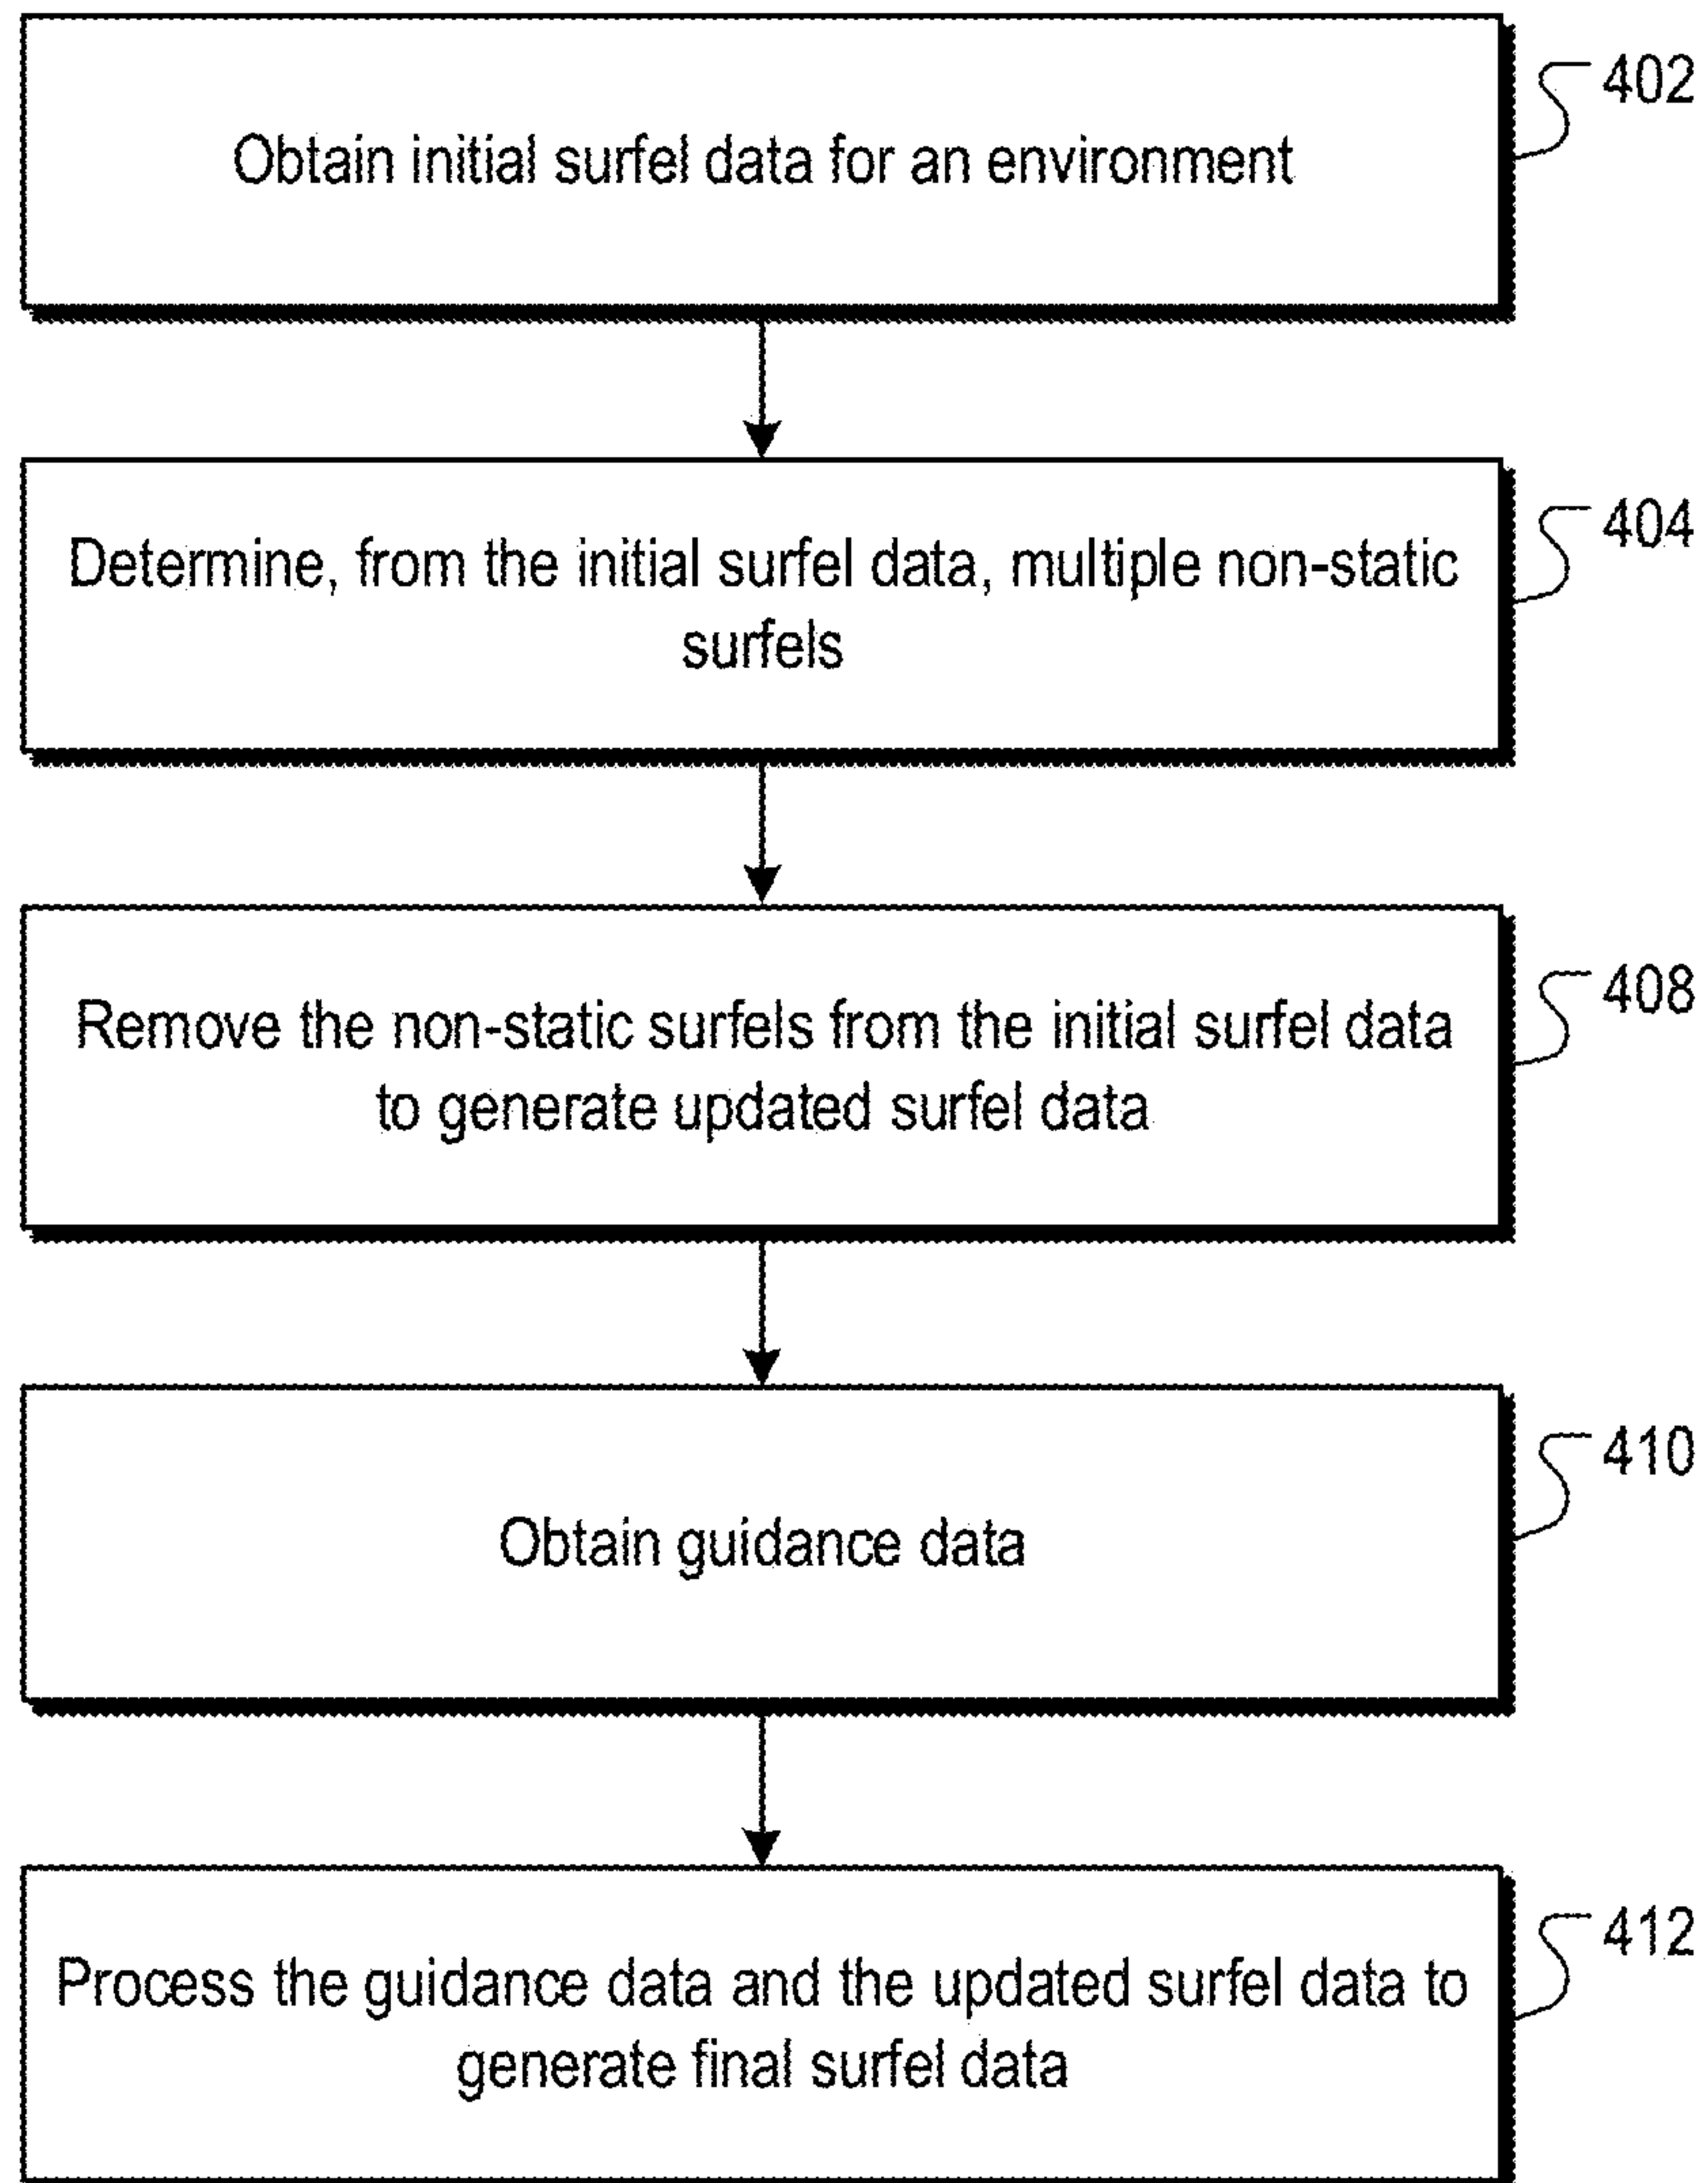 402
Obtain initial surfel data for an environment
404
Determine, from the initial surfel data, multiple non-static
surfels
408
Remove the non-static surfels from the initial surfel data
to generate updated surfel data
410
Obtain guidance data
412
Process the guidance data and the updated surfel data to
generate final surfel data